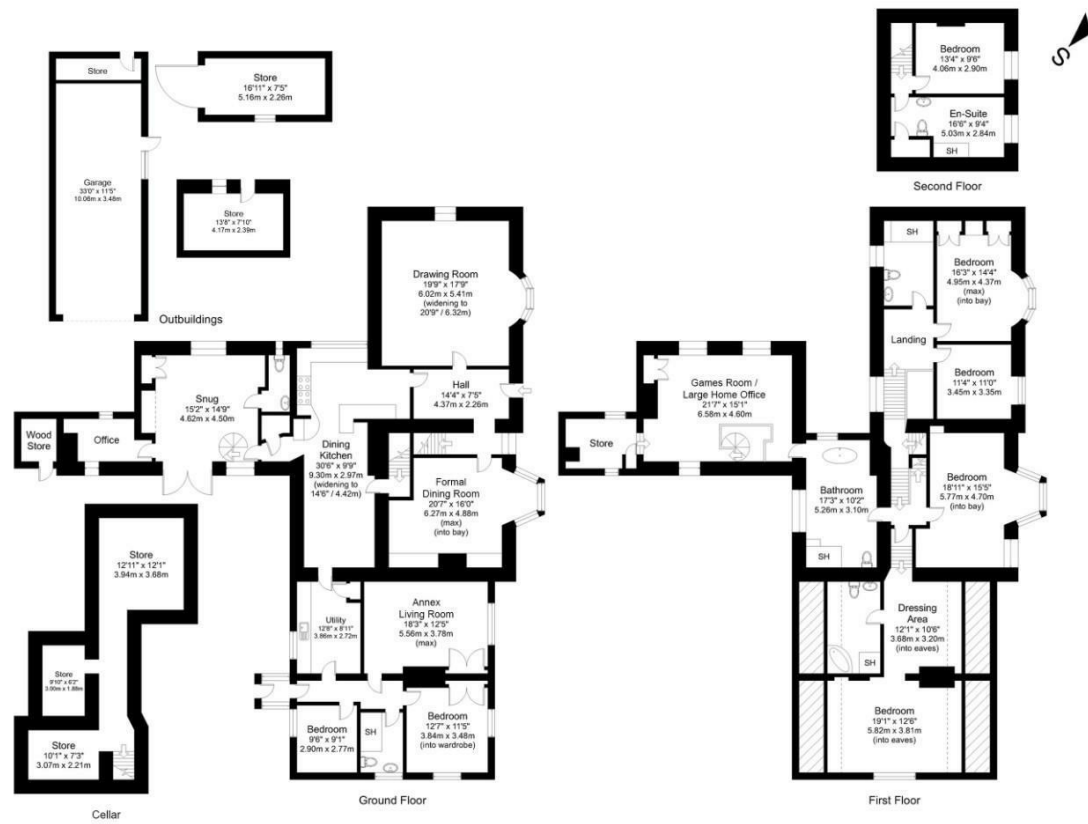 Store
Store
16'11" x 7'5"
5.16m x 2.26m
Garage
33'0" x 11'5"
10.06m x 3.48m
Store
13'8" x 7'10"
4.17m x 2.39m
Outbuildings
S
Bedroom
13'4" x 9'6"
4.06m x 2.90m
En-Suite
16'6" x 9'4"
5.03m x 2.84m
SH
Second Floor
Drawing Room
19'9" x 17'9"
6.02m x 5.41m
(widening to
20'9" / 6.32m)
Hall
14'4" x 7'5"
4.37m x 2.26m
Snug
15'2" x 14'9"
4.62m x 4.50m
Office
Wood
Store
Dining
Kitchen
30'6" x 9'9"
9.30m x 2.97m
(widening to
14'6" / 4.42m)
Formal
Dining Room
20'7" x 16'0"
6.27m x 4.88m
(max)
(into bay)
Utility
12'8" x 8'11"
3.86m x 2.72m
Annex
Living Room
18'3" x 12'5"
5.56m x 3.78m
(max)
Bedroom
9'6" x 9'1"
2.90m x 2.77m
SH
Bedroom
12'7" x 11'5"
3.84m x 3.48m
(into wardrobe)
Ground Floor
Store
12'11" x 12'1"
3.94m x 3.68m
Store
9'10" x 6'2"
3.00m x 1.88m
Store
10'1" x 7'3"
3.07m x 2.21m
Cellar
SH
Bedroom
16'3" x 14'4"
4.95m x 4.37m
(max)
(into bay)
Landing
Bedroom
11'4" x 11'0"
3.45m x 3.35m
Games Room /
Large Home Office
21'7" x 15'1"
6.58m x 4.60m
Store
Bathroom
17'3" x 10'2"
5.26m x 3.10m
SH
Bedroom
18'11" x 15'5"
5.77m x 4.70m
(into bay)
Dressing
Area
12'1" x 10'6"
3.68m x 3.20m
(into eaves)
SH
Bedroom
19'1" x 12'6"
5.82m x 3.81m
(into eaves)
First Floor